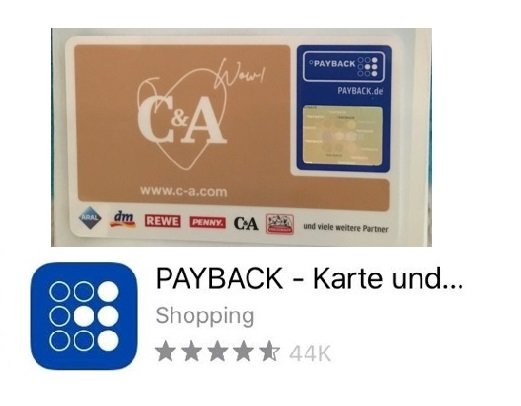 Wow!
PAYBACK
PAYBACK.de
C&A
www.c-a.com
ARAL dm REWE PENNY. C&A und viele weitere Partner
PAYBACK - Karte und...
Shopping
44K